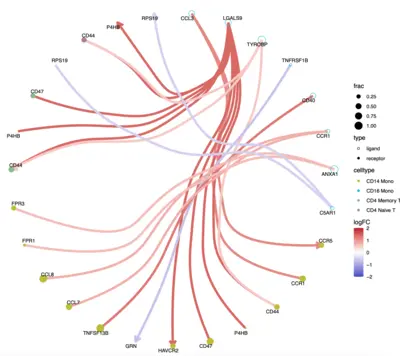 RPS19
CCL3
LGALS9
P4HB
CD44
TYROBP
RPS19
TNFRSF1B
CD47
CD40
P4HB
CCR1
CD44
ANXA1
FPR3
C5AR1
FPR1
CCR5
CCL8
CCR1
CCL7
CD44
TNFSF13B
P4HB
GRN
HAVCR2
CD47
frac
0.25
0.50
0.75
1.00
type
ligand
receptor
celltype
CD14 Mono
CD16 Mono
CD4 Memory T
CD4 Naive T
logFC
2
1
0
−1
−2